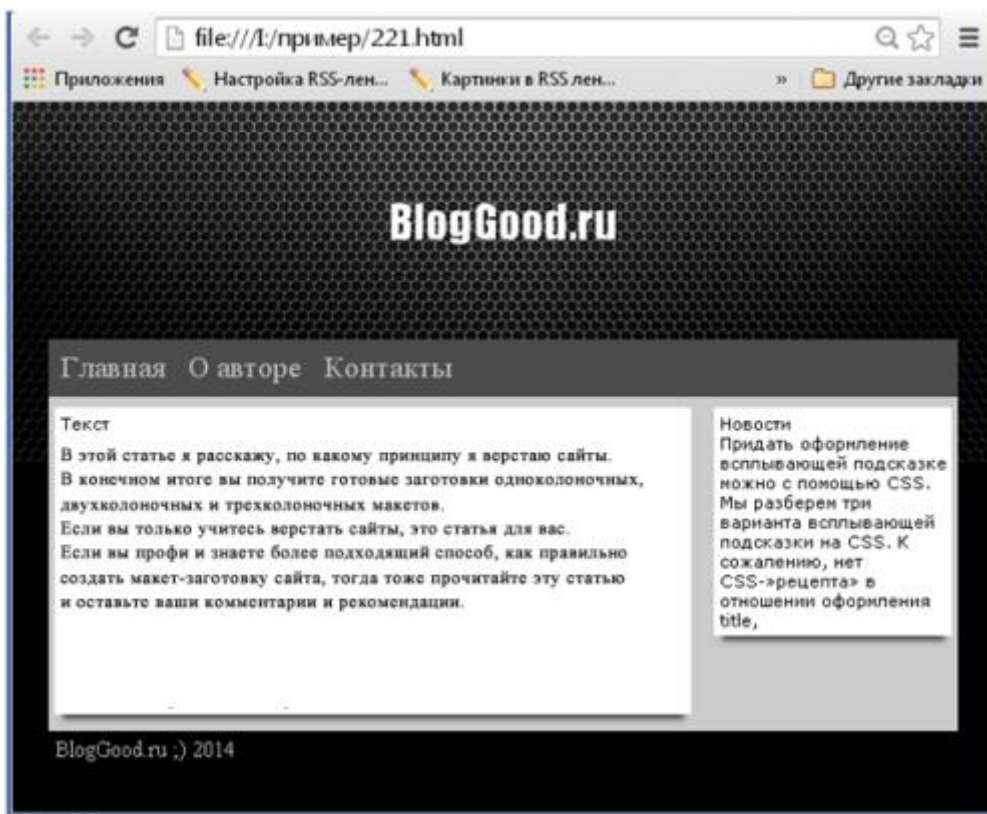 file:///I:/пример/221.html
Приложения Настройка RSS-лен... Картинки в RSS лен... » Другие закладки
BlogGood.ru
Главная О авторе Контакты
Текст
В этой статье я расскажу, по какому принципу я верстаю сайты.
В конечном итоге вы получите готовые заготовки одноколоночных,
двухколоночных и трехколоночных макетов.
Если вы только учитесь верстать сайты, это статья для вас.
Если вы профи и знаете более подходящий способ, как правильно
создать макет-заготовку сайта, тогда тоже прочитайте эту статью
и оставьте ваши комментарии и рекомендации.
Новости
Придать оформление
всплывающей подсказке
можно с помощью CSS.
Мы разберем три
варианта всплывающей
подсказки на CSS. К
сожалению, нет
CSS-»рецепта» в
отношении оформления
title,
BlogGood.ru ;) 2014